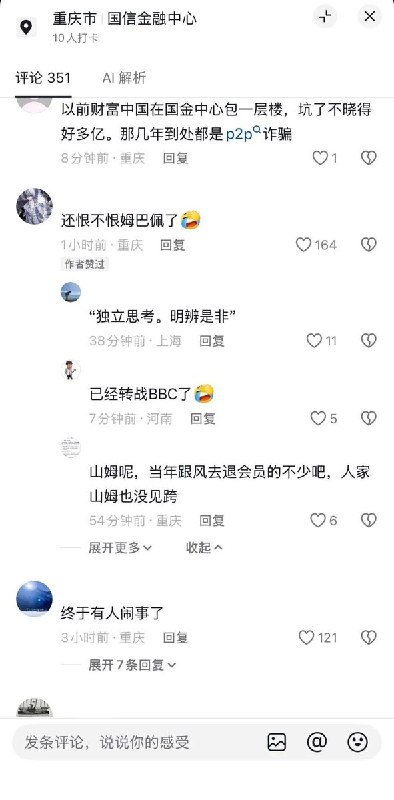 重庆市 | 国信金融中心
10人打卡
评论 351
AI 解析
以前财富中国在国金中心包一层楼，坑了不晓得
好多亿。那几年到处都是p2p诈骗
8分钟前·重庆 回复
1
还恨不恨姆巴佩了🤣
1小时前·重庆 回复
164
作者赞过
“独立思考。明辨是非”
38分钟前·上海 回复
11
已经转战BBC了🤣
7分钟前·河南 回复
5
山姆呢，当年跟风去退会员的不少吧，人家
山姆也没见跨
54分钟前·重庆 回复
6
展开更多 收起
终于有人闹事了
3小时前·重庆 回复
121
展开7条回复
发条评论，说说你的感受